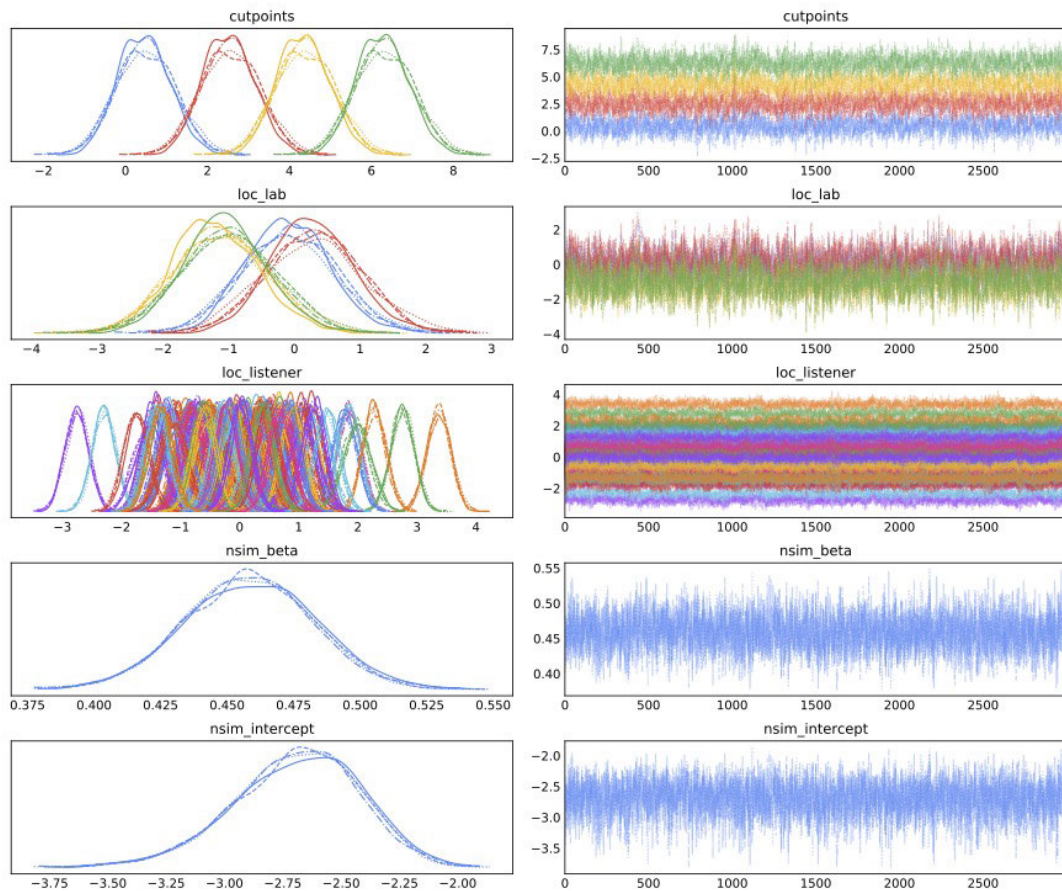 cutpoints
−2 0 2 4 6 8
cutpoints
7.5
5.0
2.5
0.0
−2.5
0 500 1000 1500 2000 2500
loc_lab
−4 −3 −2 −1 0 1 2 3
loc_lab
2
0
−2
−4
0 500 1000 1500 2000 2500
loc_listener
−3 −2 −1 0 1 2 3 4
loc_listener
4
2
0
−2
0 500 1000 1500 2000 2500
nsim_beta
0.375 0.400 0.425 0.450 0.475 0.500 0.525 0.550
nsim_beta
0.55
0.50
0.45
0.40
0 500 1000 1500 2000 2500
nsim_intercept
−3.75 −3.50 −3.25 −3.00 −2.75 −2.50 −2.25 −2.00
nsim_intercept
−2.0
−2.5
−3.0
−3.5
0 500 1000 1500 2000 2500